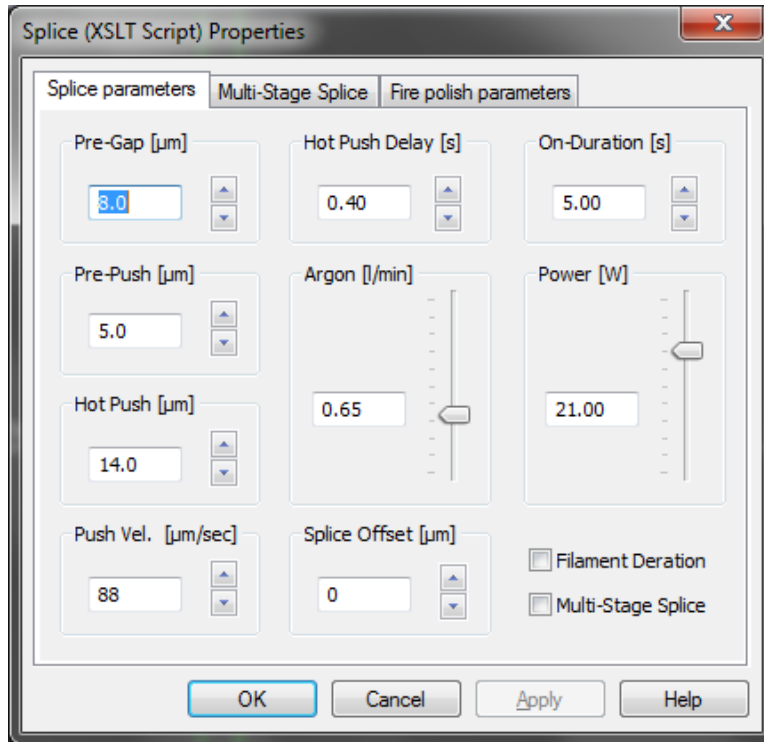 Splice (XSLT Script) Properties
Splice parameters Multi-Stage Splice Fire polish parameters
Pre-Gap [µm] Hot Push Delay [s] On-Duration [s]
8.0 0.40 5.00
Pre-Push [µm] Argon [l/min] Power [W]
5.0
Hot Push [µm]
0.65 21.00
14.0
Push Vel. [µm/sec] Splice Offset [µm]
Filament Deration
88 0
Multi-Stage Splice
OK Cancel Apply Help